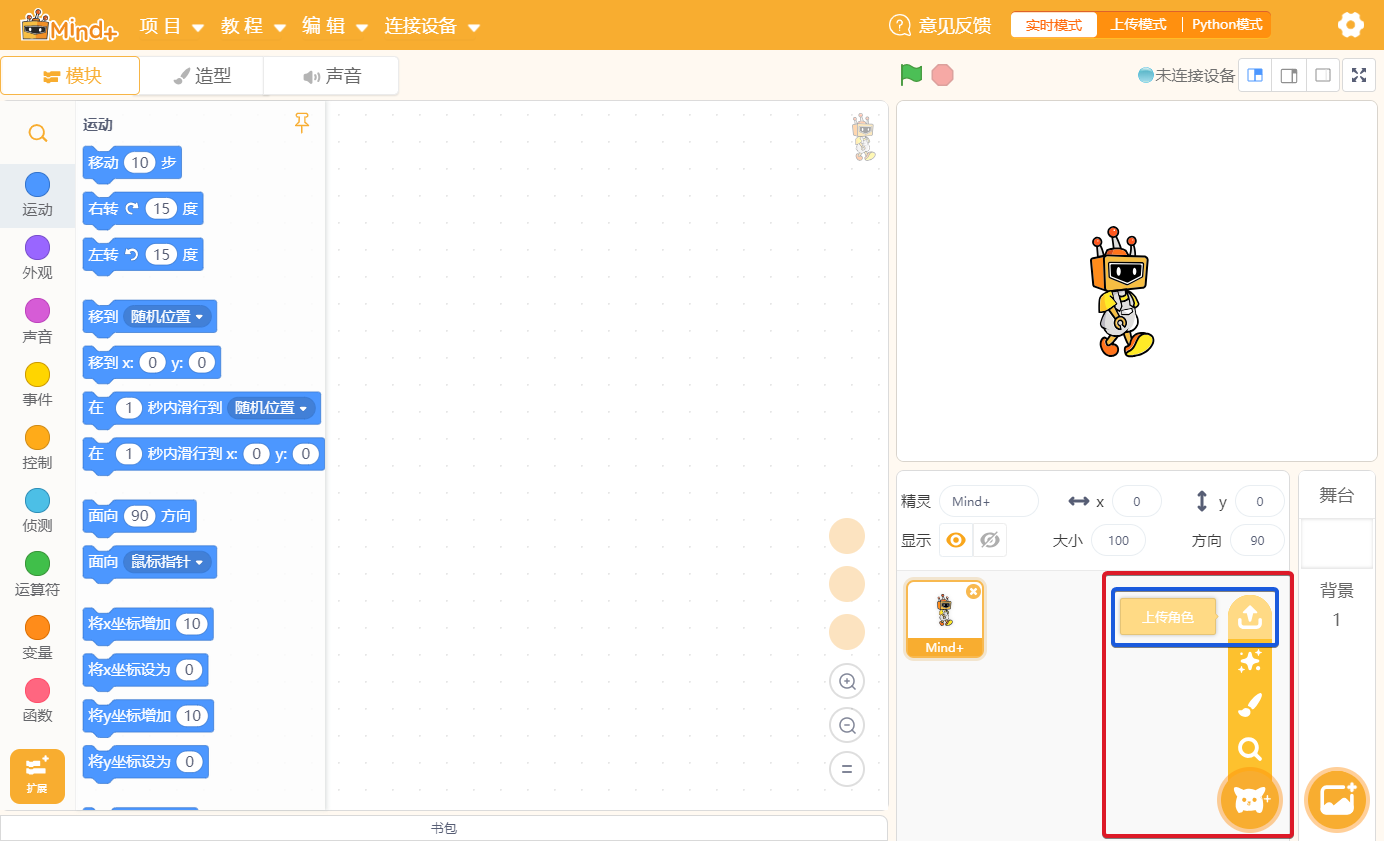 Mind+ 项目 教程 编辑 连接设备 意见反馈 实时模式 上传模式 Python模式
模块 造型 声音 未连接设备
运动
外观
声音
事件
控制
侦测
运算符
变量
函数
扩展
运动
移动 10 步
右转 15 度
左转 15 度
移到 随机位置
移到 x: 0 y: 0
在 1 秒内滑行到 随机位置
在 1 秒内滑行到 x: 0 y: 0
面向 90 方向
面向 鼠标指针
将x坐标增加 10
将x坐标设为 0
将y坐标增加 10
将y坐标设为 0
书包
精灵 Mind+ x 0 y 0
显示 大小 100 方向 90
Mind+
上传角色
舞台
背景
1